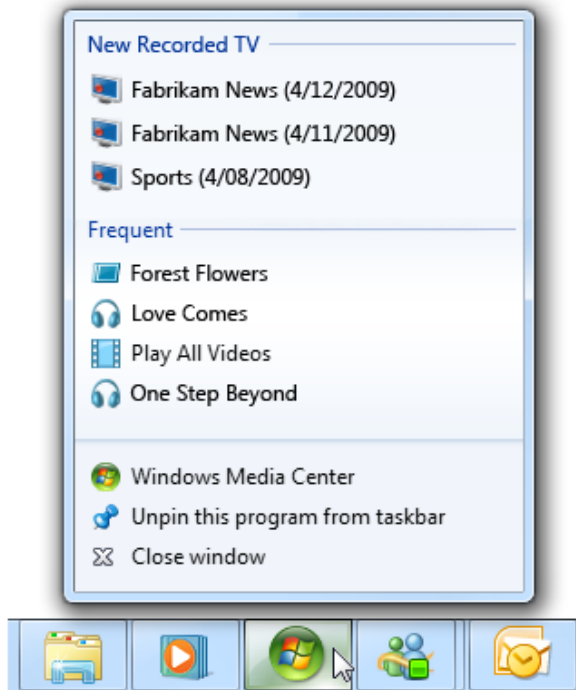 New Recorded TV
Fabrikam News (4/12/2009)
Fabrikam News (4/11/2009)
Sports (4/08/2009)
Frequent
Forest Flowers
Love Comes
Play All Videos
One Step Beyond
Windows Media Center
Unpin this program from taskbar
Close window